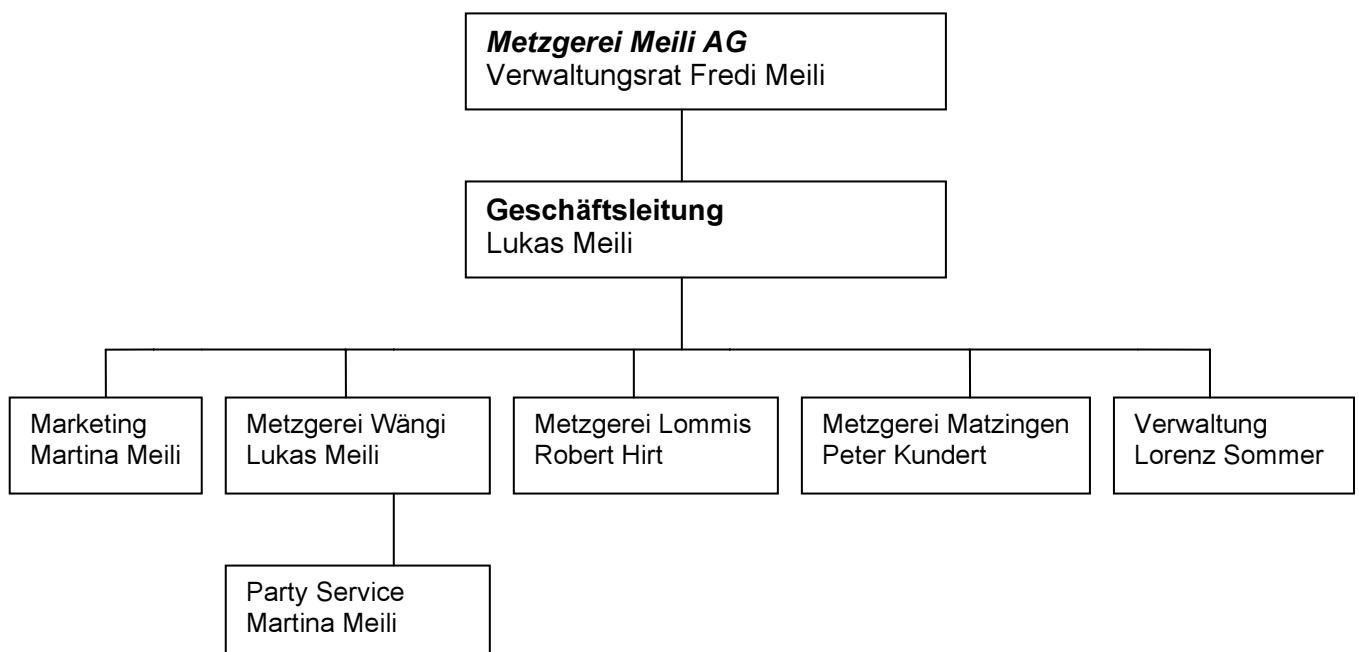 Metzgerei Meili AG
Verwaltungsrat Fredi Meili
Geschäftsleitung
Lukas Meili
Marketing
Martina Meili
Metzgerei Wängi
Lukas Meili
Metzgerei Lommis
Robert Hirt
Metzgerei Matzingen
Peter Kundert
Verwaltung
Lorenz Sommer
Party Service
Martina Meili